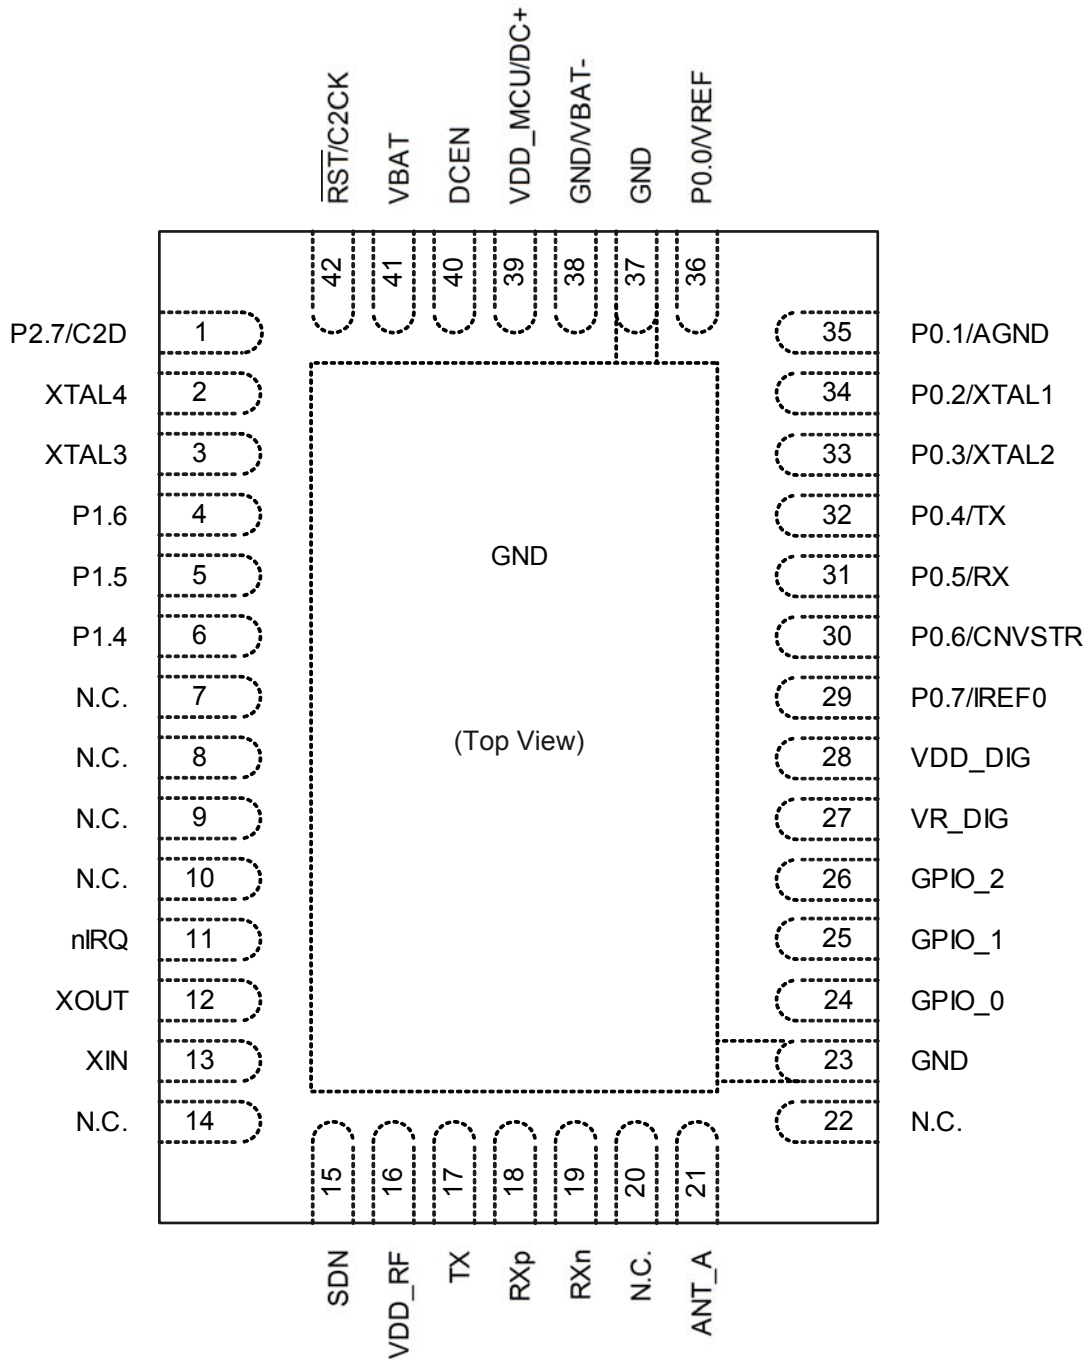 RST/C2CK
VBAT
DCEN
VDD_MCU/DC+
GND/VBAT-
GND
P0.0/VREF
42
41
40
39
38
37
36
P2.7/C2D 1
35 P0.1/AGND
XTAL4 2
34 P0.2/XTAL1
XTAL3 3
33 P0.3/XTAL2
P1.6 4
32 P0.4/TX
P1.5 5
GND
31 P0.5/RX
P1.4 6
30 P0.6/CNVSTR
N.C. 7
29 P0.7/IREF0
N.C. 8
(Top View)
28 VDD_DIG
N.C. 9
27 VR_DIG
N.C. 10
26 GPIO_2
nIRQ 11
25 GPIO_1
XOUT 12
24 GPIO_0
XIN 13
23 GND
N.C. 14
22 N.C.
15
16
17
18
19
20
21
SDN
VDD_RF
TX
RXp
RXn
N.C.
ANT_A